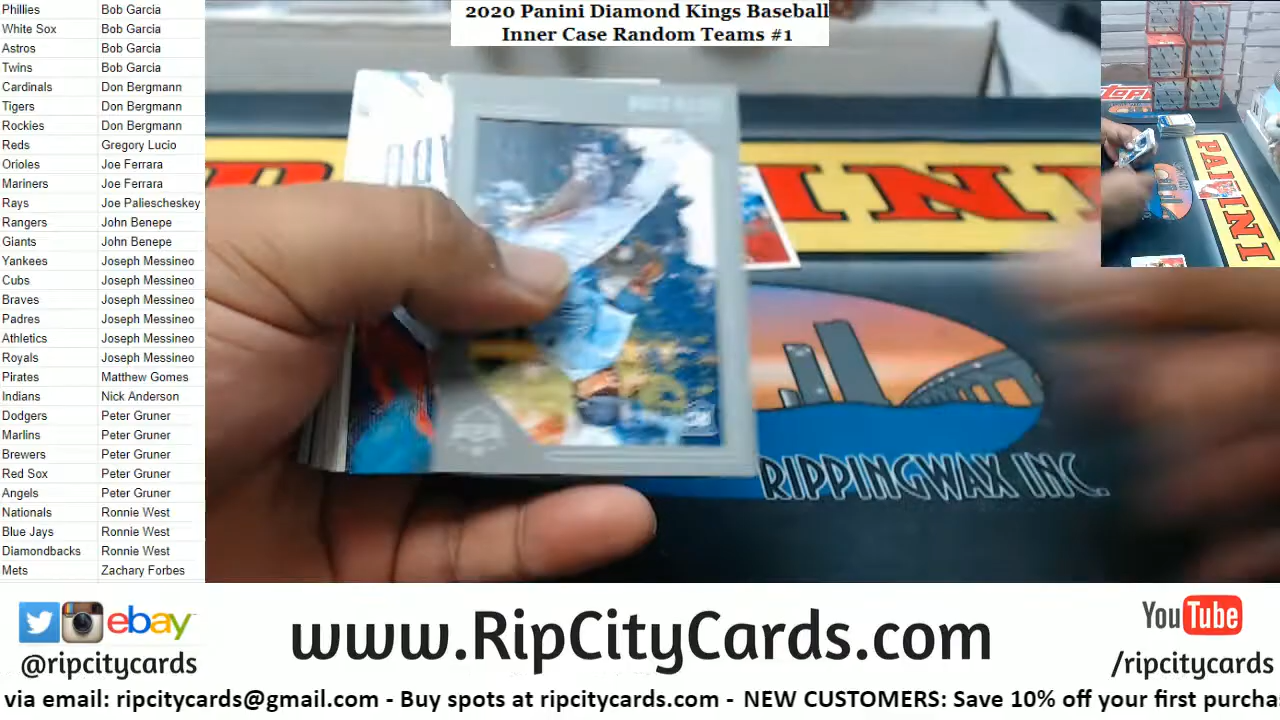 2020 Panini Diamond Kings Baseball
Inner Case Random Teams #1
Phillies Bob Garcia
White Sox Bob Garcia
Astros Bob Garcia
Twins Bob Garcia
Cardinals Don Bergmann
Tigers Don Bergmann
Rockies Don Bergmann
Reds Gregory Lucio
Orioles Joe Ferrara
Mariners Joe Ferrara
Rays Joe Paliescheskey
Rangers John Benepe
Giants John Benepe
Yankees Joseph Messineo
Cubs Joseph Messineo
Braves Joseph Messineo
Padres Joseph Messineo
Athletics Joseph Messineo
Royals Joseph Messineo
Pirates Matthew Gomes
Indians Nick Anderson
Dodgers Peter Gruner
Marlins Peter Gruner
Brewers Peter Gruner
Red Sox Peter Gruner
Angels Peter Gruner
Nationals Ronnie West
Blue Jays Ronnie West
Diamondbacks Ronnie West
Mets Zachary Forbes
PANINI
RIPPINGWAX INC.
ebay
@ripcitycards
www.RipCityCards.com
YouTube
/ripcitycards
via email: ripcitycards@gmail.com - Buy spots at ripcitycards.com - NEW CUSTOMERS: Save 10% off your first purcha